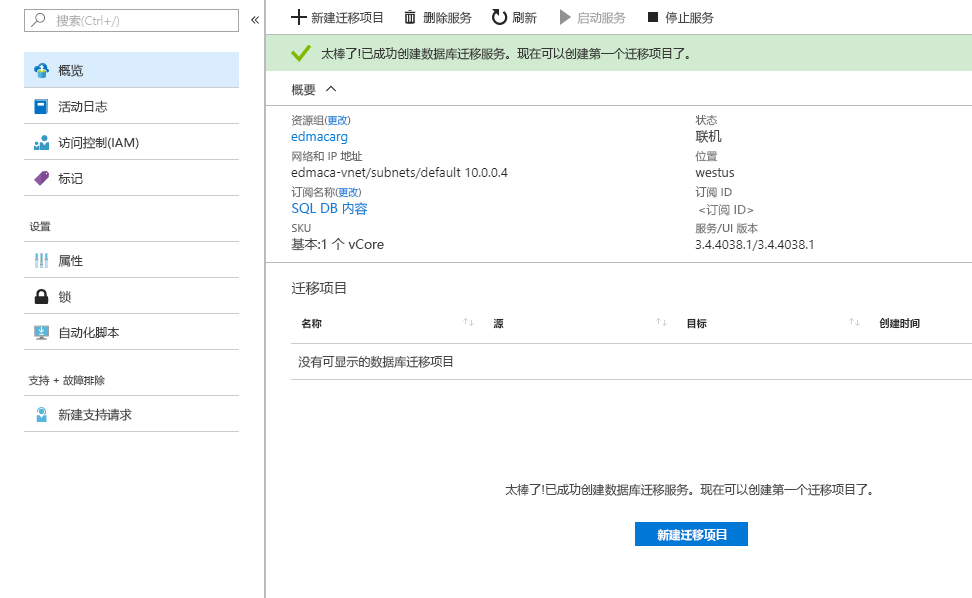 搜索(Ctrl+/)
«
概览
活动日志
访问控制(IAM)
标记
设置
属性
锁
自动化脚本
支持 + 故障排除
新建支持请求
新建迁移项目 删除服务 刷新 启动服务 停止服务
太棒了!已成功创建数据库迁移服务。现在可以创建第一个迁移项目了。
概要
资源组(更改)
edmacarg
网络和 IP 地址
edmaca-vnet/subnets/default 10.0.0.4
订阅名称(更改)
SQL DB 内容
SKU
基本:1 个 vCore
状态
联机
位置
westus
订阅 ID
<订阅 ID>
服务/UI 版本
3.4.4038.1/3.4.4038.1
迁移项目
名称 ↑↓ 源 ↑↓ 目标 ↑↓ 创建时间
没有可显示的数据库迁移项目
太棒了!已成功创建数据库迁移服务。现在可以创建第一个迁移项目了。
新建迁移项目